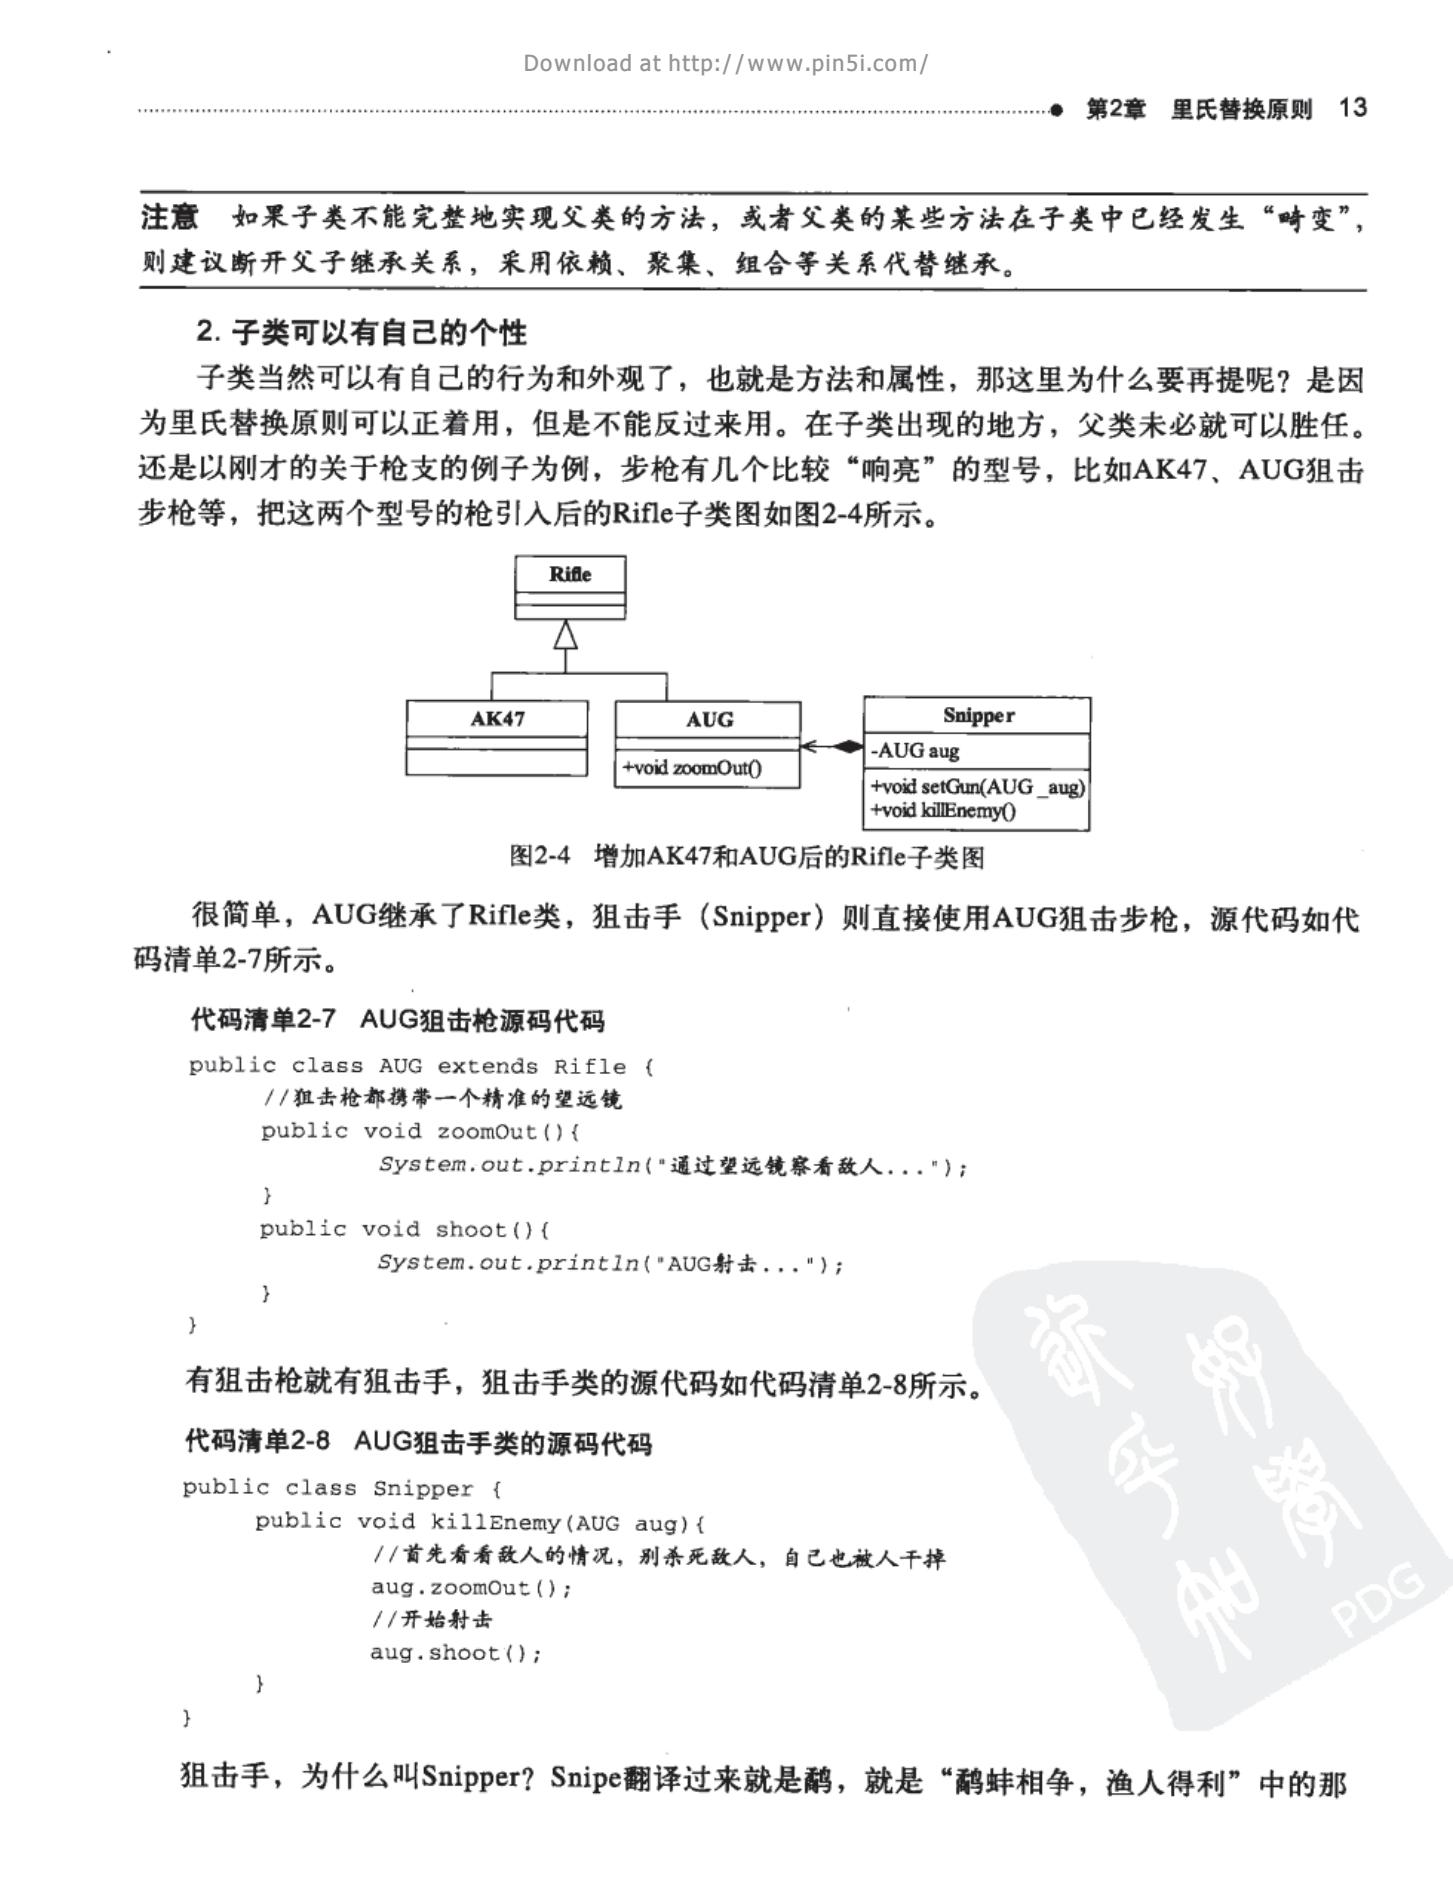 Download at http://www.pin5i.com/
第2章 里氏替换原则 13
注意 如果子类不能完整地实现父类的方法，或者父类的某些方法在子类中已经发生“畸变”，
则建议断开父子继承关系，采用依赖、聚集、组合等关系代替继承。
2. 子类可以有自己的个性
子类当然可以有自己的行为和外观了，也就是方法和属性，那这里为什么要再提呢？是因
为里氏替换原则可以正着用，但是不能反过来用。在子类出现的地方，父类未必就可以胜任。
还是以刚才的关于枪支的例子为例，步枪有几个比较“响亮”的型号，比如AK47、AUG狙击
步枪等，把这两个型号的枪引入后的Rifle子类图如图2-4所示。
Rifle
AK47
AUG
+void zoomOut()
Snipper
-AUG aug
+void setGun(AUG _aug)
+void killEnemy()
图2-4 增加AK47和AUG后的Rifle子类图
很简单，AUG继承了Rifle类，狙击手（Snipper）则直接使用AUG狙击步枪，源代码如代
码清单2-7所示。
代码清单2-7 AUG狙击枪源码代码
public class AUG extends Rifle {
//狙击枪都携带一个精准的望远镜
public void zoomOut(){
System.out.println("通过望远镜察看敌人...");
}
public void shoot(){
System.out.println("AUG射击...");
}
}
有狙击枪就有狙击手，狙击手类的源代码如代码清单2-8所示。
代码清单2-8 AUG狙击手类的源码代码
public class Snipper {
public void killEnemy(AUG aug){
//首先看看敌人的情况，别杀死敌人，自己也被人干掉
aug.zoomOut();
//开始射击
aug.shoot();
}
}
狙击手，为什么叫Snipper？Snipe翻译过来就是鹬，就是“鹬蚌相争，渔人得利”中的那
PDG